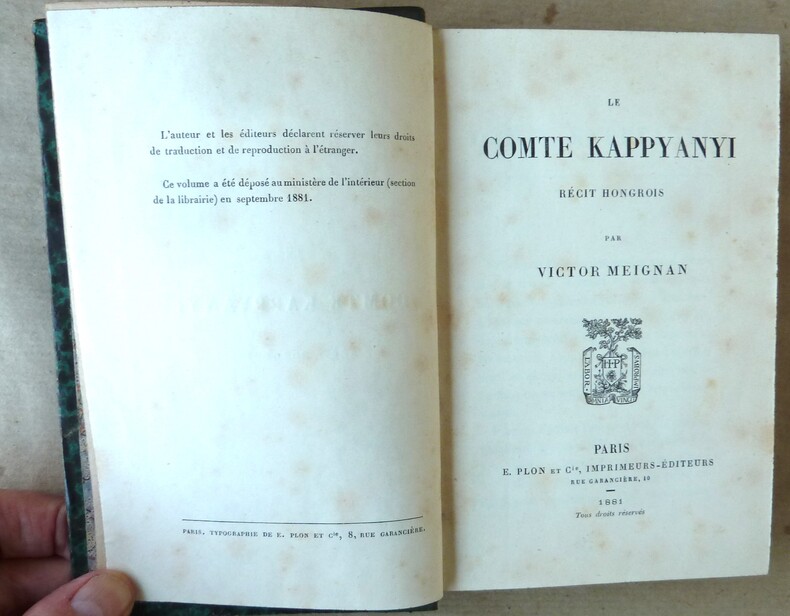 L'auteur et les éditeurs déclarent réserver leurs droits
de traduction et de reproduction à l'étranger.
Ce volume a été déposé au ministère de l'intérieur (section
de la librairie) en septembre 1881.
PARIS. TYPOGRAPHIE DE E. PLON ET Cie, 8, RUE GARANCIÈRE.
LE
COMTE KAPPYANYI
RÉCIT HONGROIS
PAR
VICTOR MEIGNAN
LABOR
H·P
PARIS
E. PLON ET Cie, IMPRIMEURS-ÉDITEURS
RUE GARANCIÈRE, 10
1881
Tous droits réservés